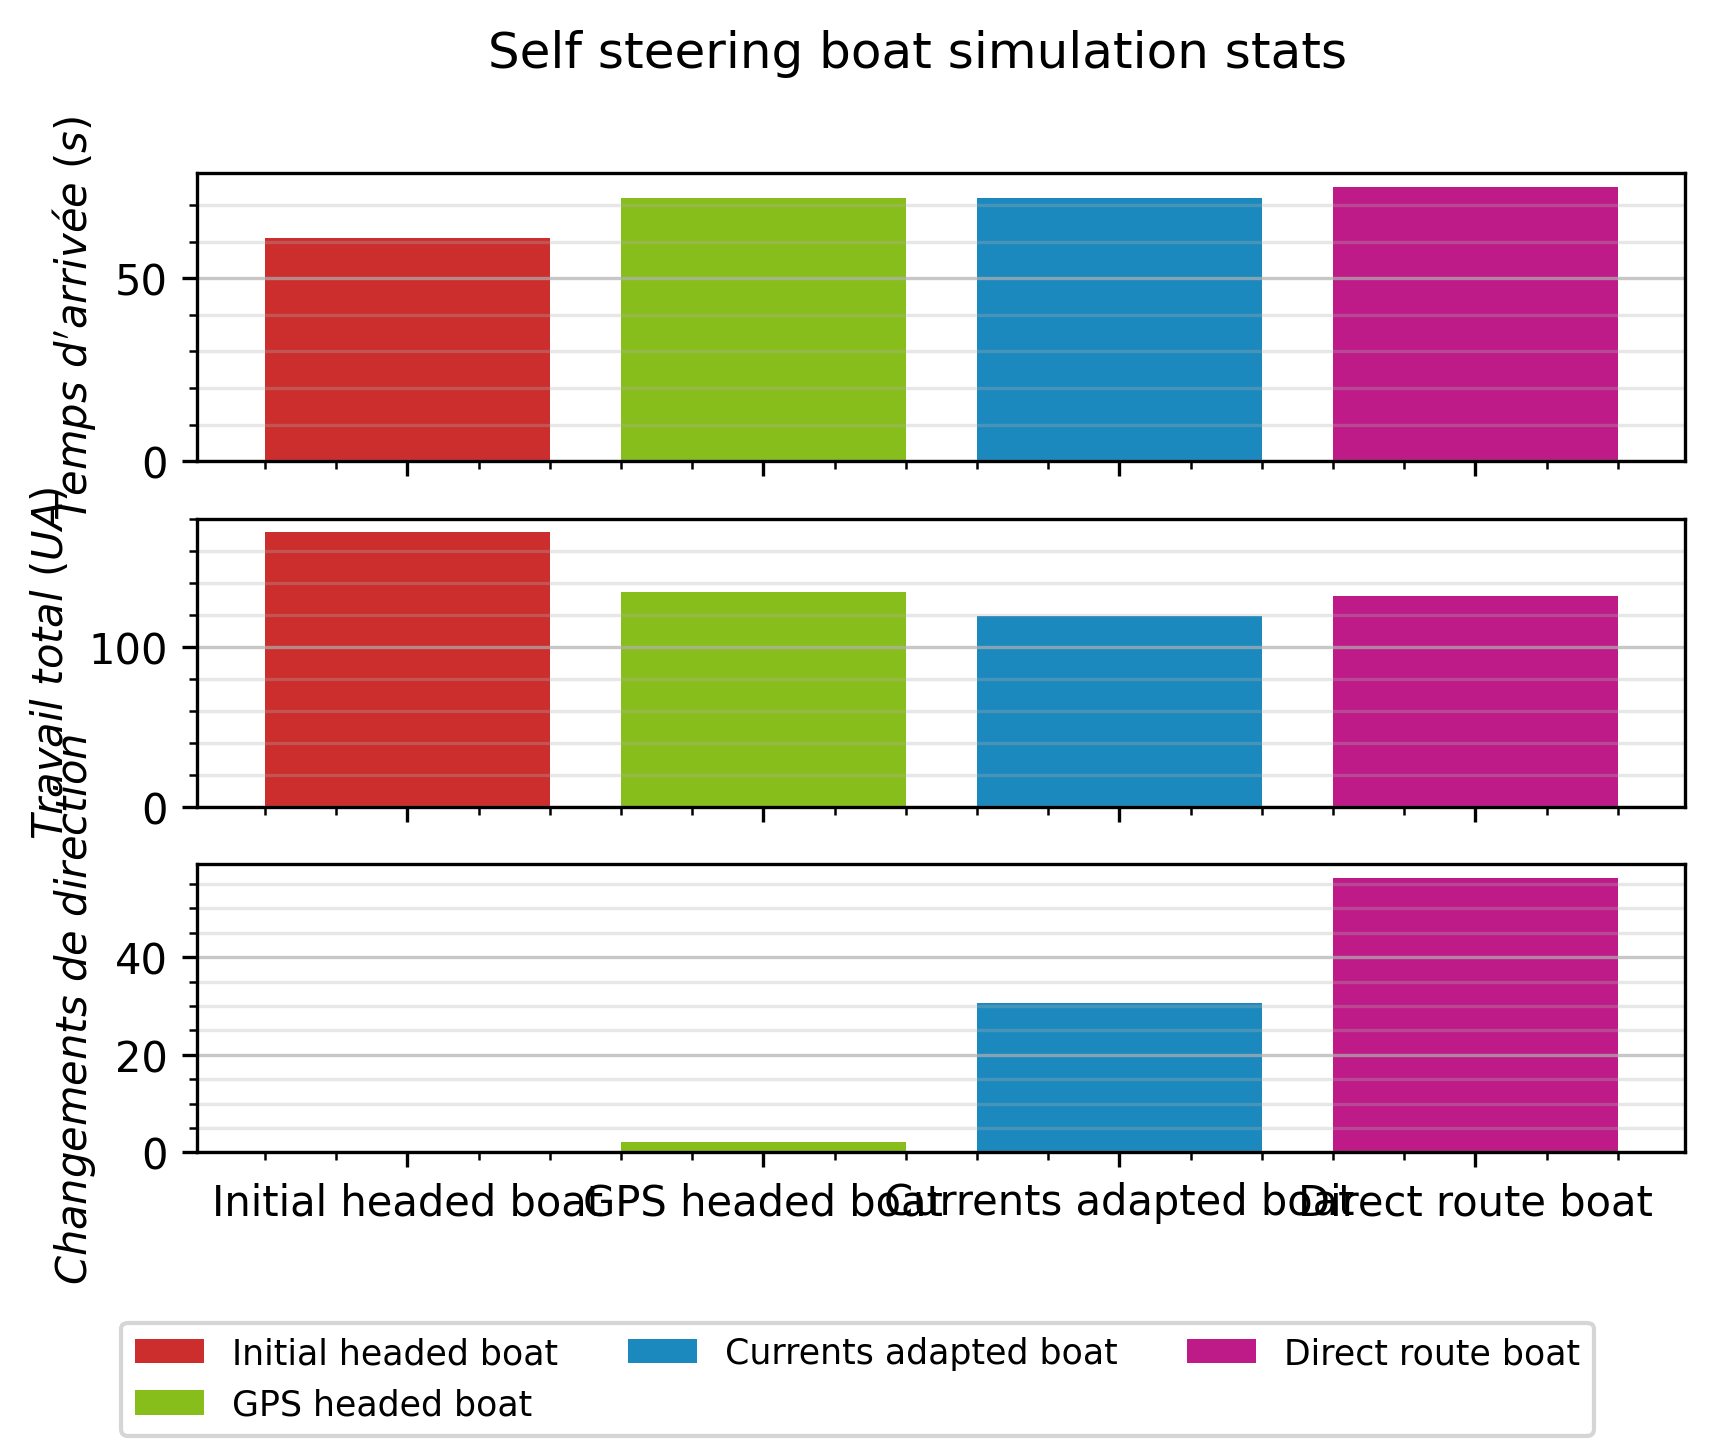 Self steering boat simulation stats
Temps d'arrivée (s)
50
0
Travail total (UA)
100
0
Changements de direction
40
20
0
Initial headed boat
GPS headed boat
Currents adapted boat
Direct route boat
Initial headed boat
GPS headed boat
Currents adapted boat
Direct route boat